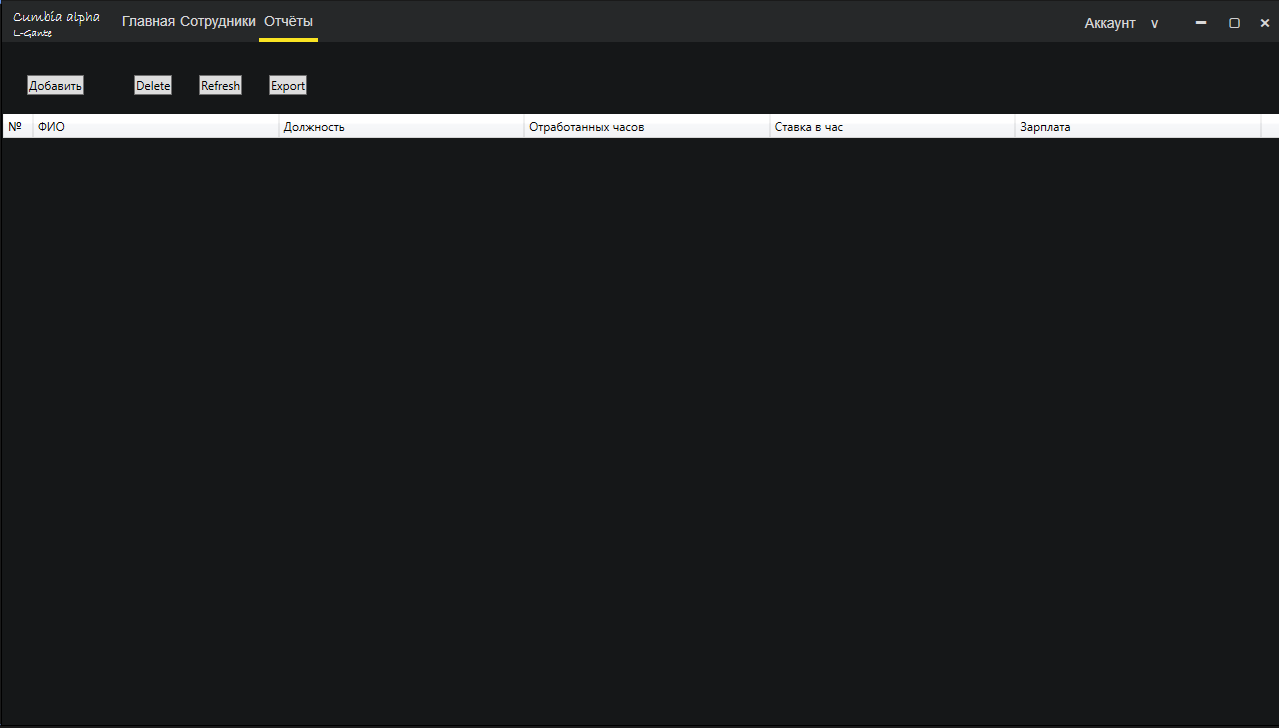 Cumbia alpha
L-Gante
Главная Сотрудники Отчёты
Аккаунт v
Добавить Delete Refresh Export
№ ФИО Должность Отработанных часов Ставка в час Зарплата